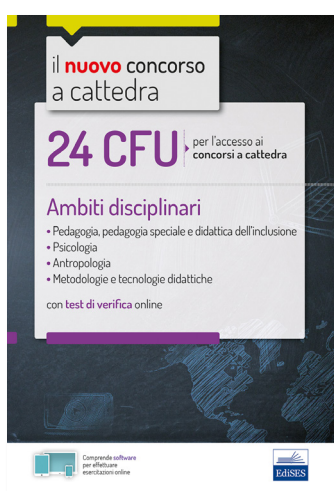 il nuovo concorso
a cattedra
24 CFU
per l'accesso ai
concorsi a cattedra
Ambiti disciplinari
• Pedagogia, pedagogia speciale e didattica dell'inclusione
• Psicologia
• Antropologia
• Metodologie e tecnologie didattiche
con test di verifica online
Comprende software
per effettuare
esercitazioni online
EdiSES